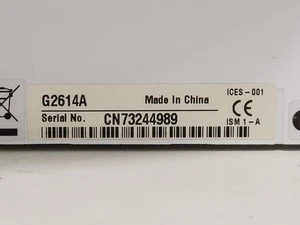 G2614A Made In China ICES-001
Serial No. CN73244989 CE
ISM 1-A